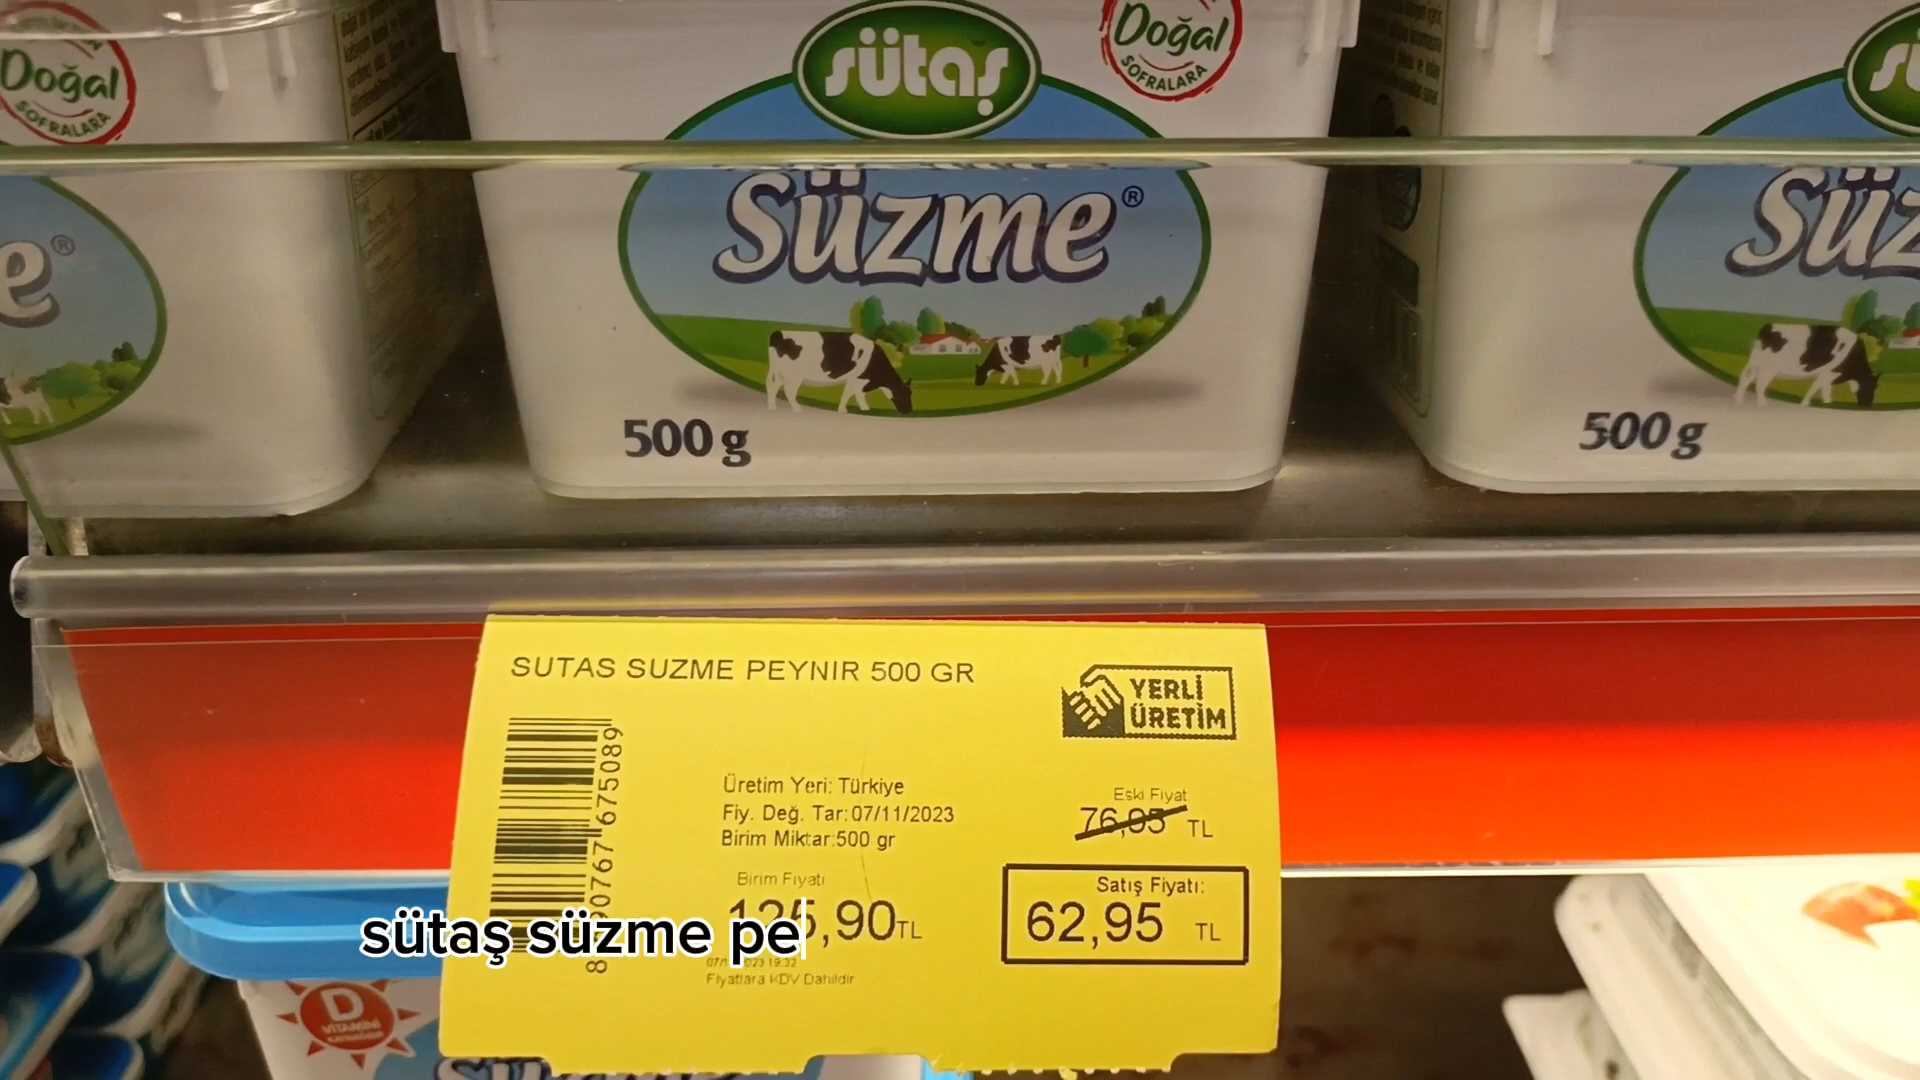 Doğal
SOFRALARA
sütaş
Doğal
SOFRALARA
Süzme®
500 g
500 g
SUTAS SUZME PEYNIR 500 GR
YERLİ
ÜRETİM
Üretim Yeri: Türkiye
Fiy. Değ. Tar: 07/11/2023
Birim Miktar:500 gr
Eski Fiyat
76,95 TL
Birim Fiyatı
125,90 TL
Satış Fiyatı:
62,95 TL
sütaş süzme pe
Fiyatlara KDV Dahildir
D
VİTAMİNİ